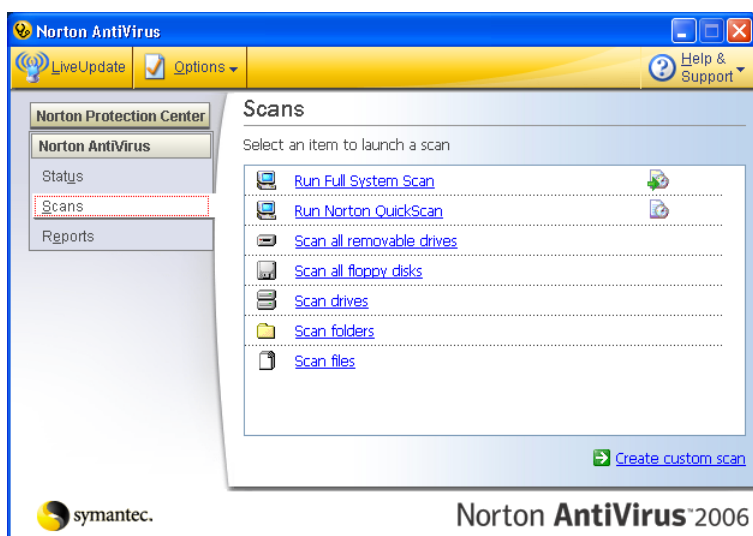 Norton AntiVirus
LiveUpdate
Options
Help &
Support
Norton Protection Center
Norton AntiVirus
Status
Scans
Reports
Scans
Select an item to launch a scan
Run Full System Scan
Run Norton QuickScan
Scan all removable drives
Scan all floppy disks
Scan drives
Scan folders
Scan files
Create custom scan
symantec.
Norton AntiVirus™2006